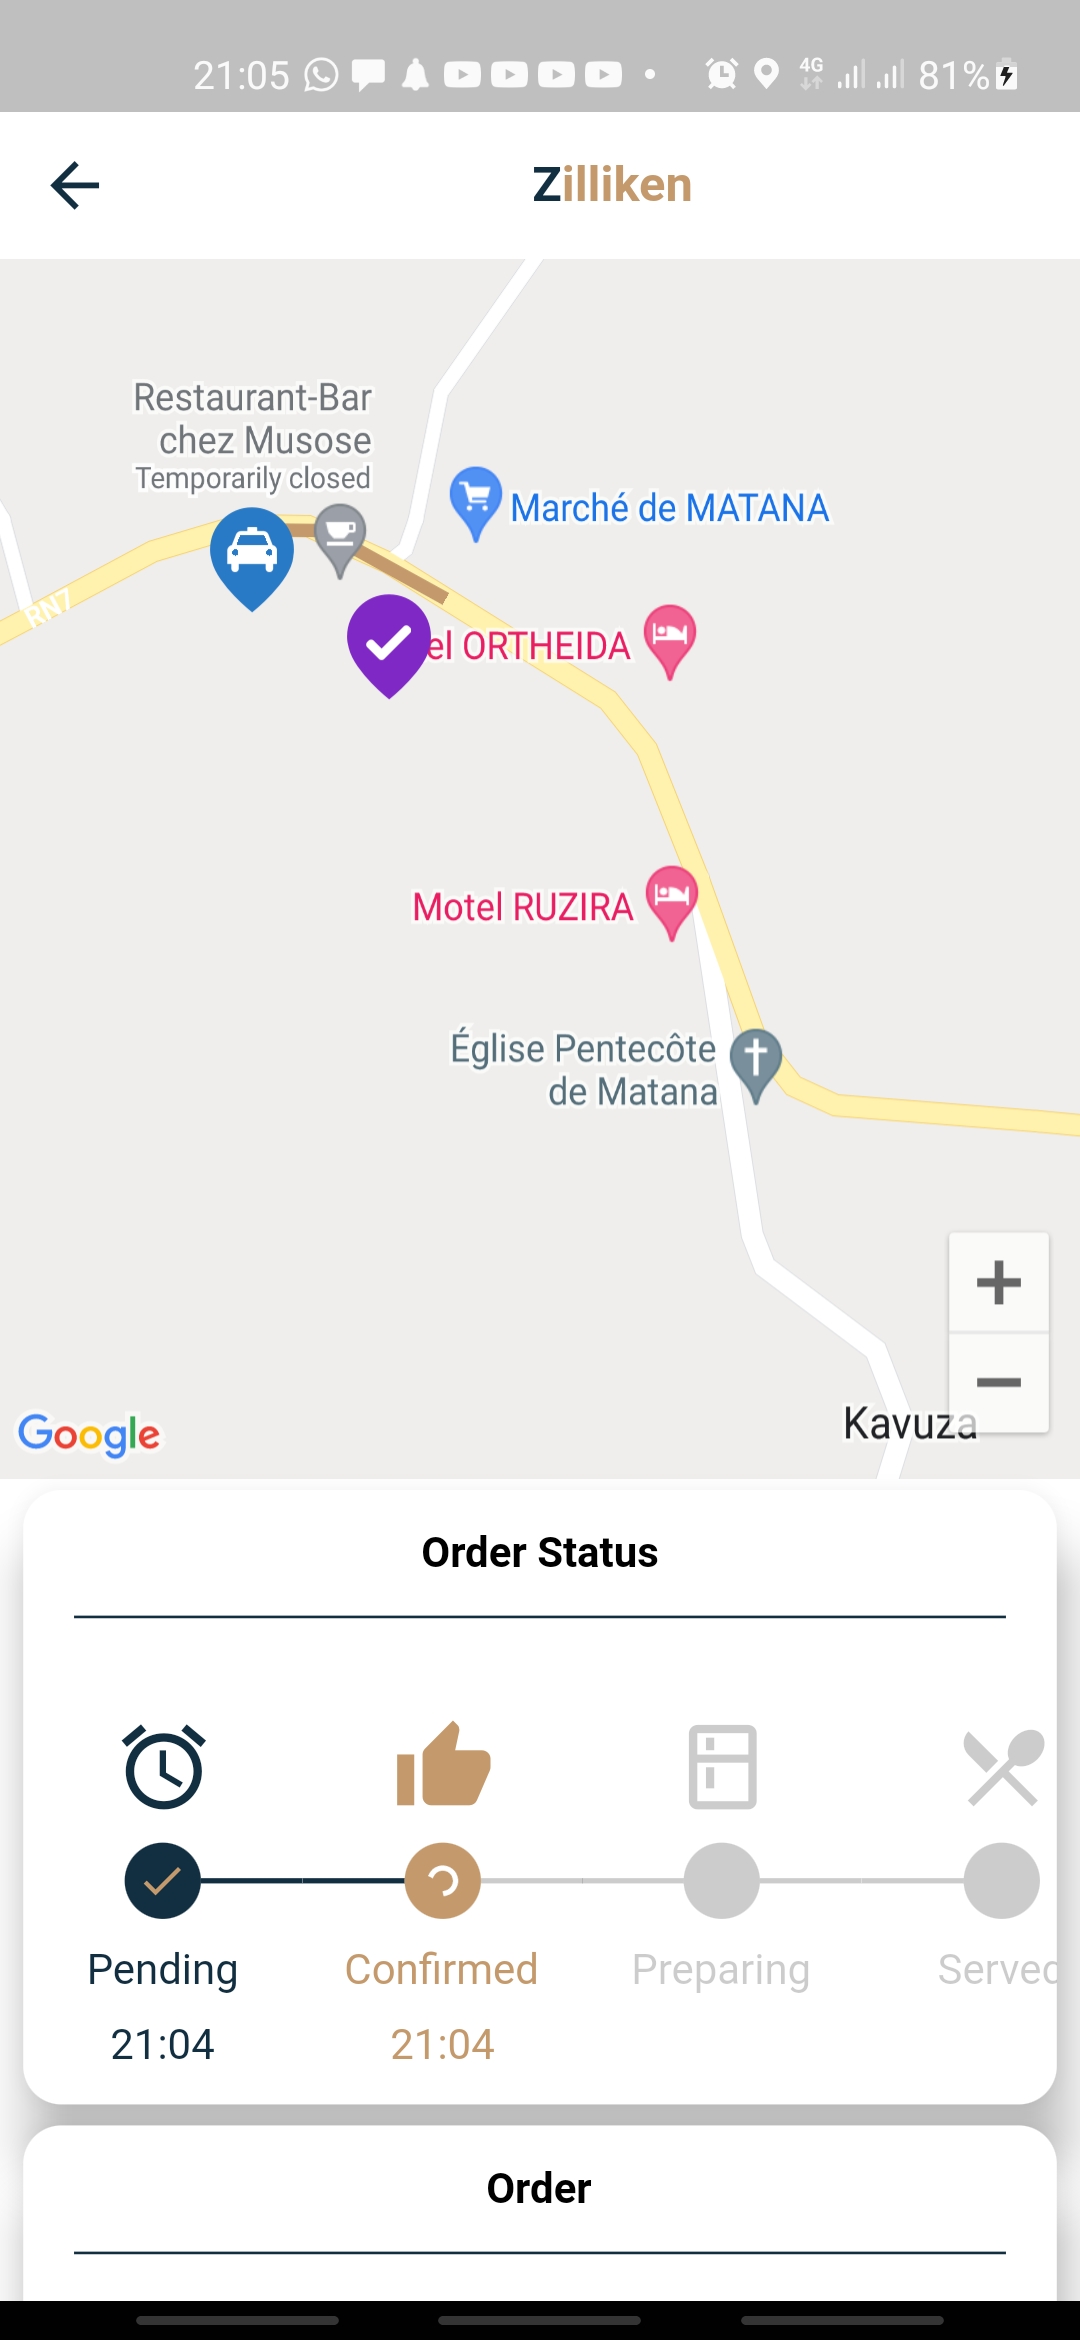 21:05
4G
81%
Zilliken
Restaurant-Bar
chez Musose
Temporarily closed
Marché de MATANA
RN7
el ORTHEIDA
Motel RUZIRA
Église Pentecôte
de Matana
Kavuza
Google
Order Status
Pending
Confirmed
Preparing
Served
21:04
21:04
Order